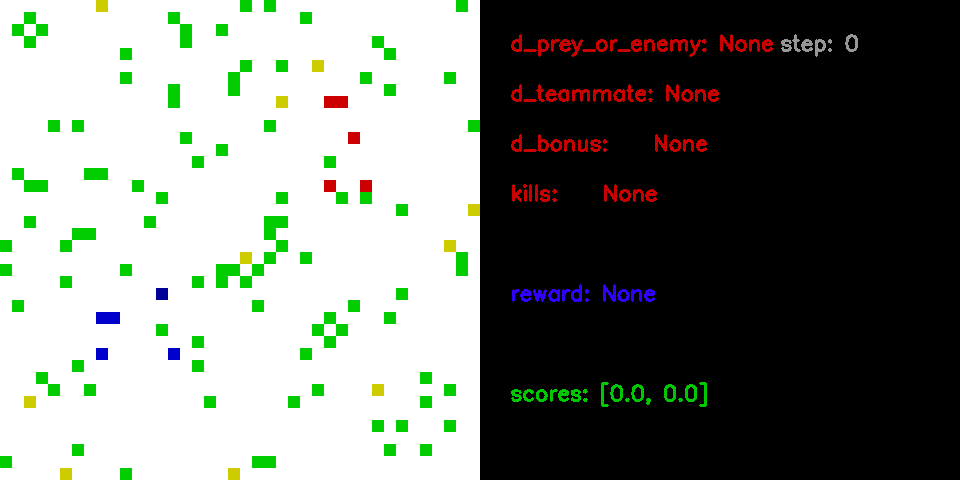 d_prey_or_enemy: None step: 0
d_teammate: None
d_bonus: None
kills: None
reward: None
scores: [0.0, 0.0]